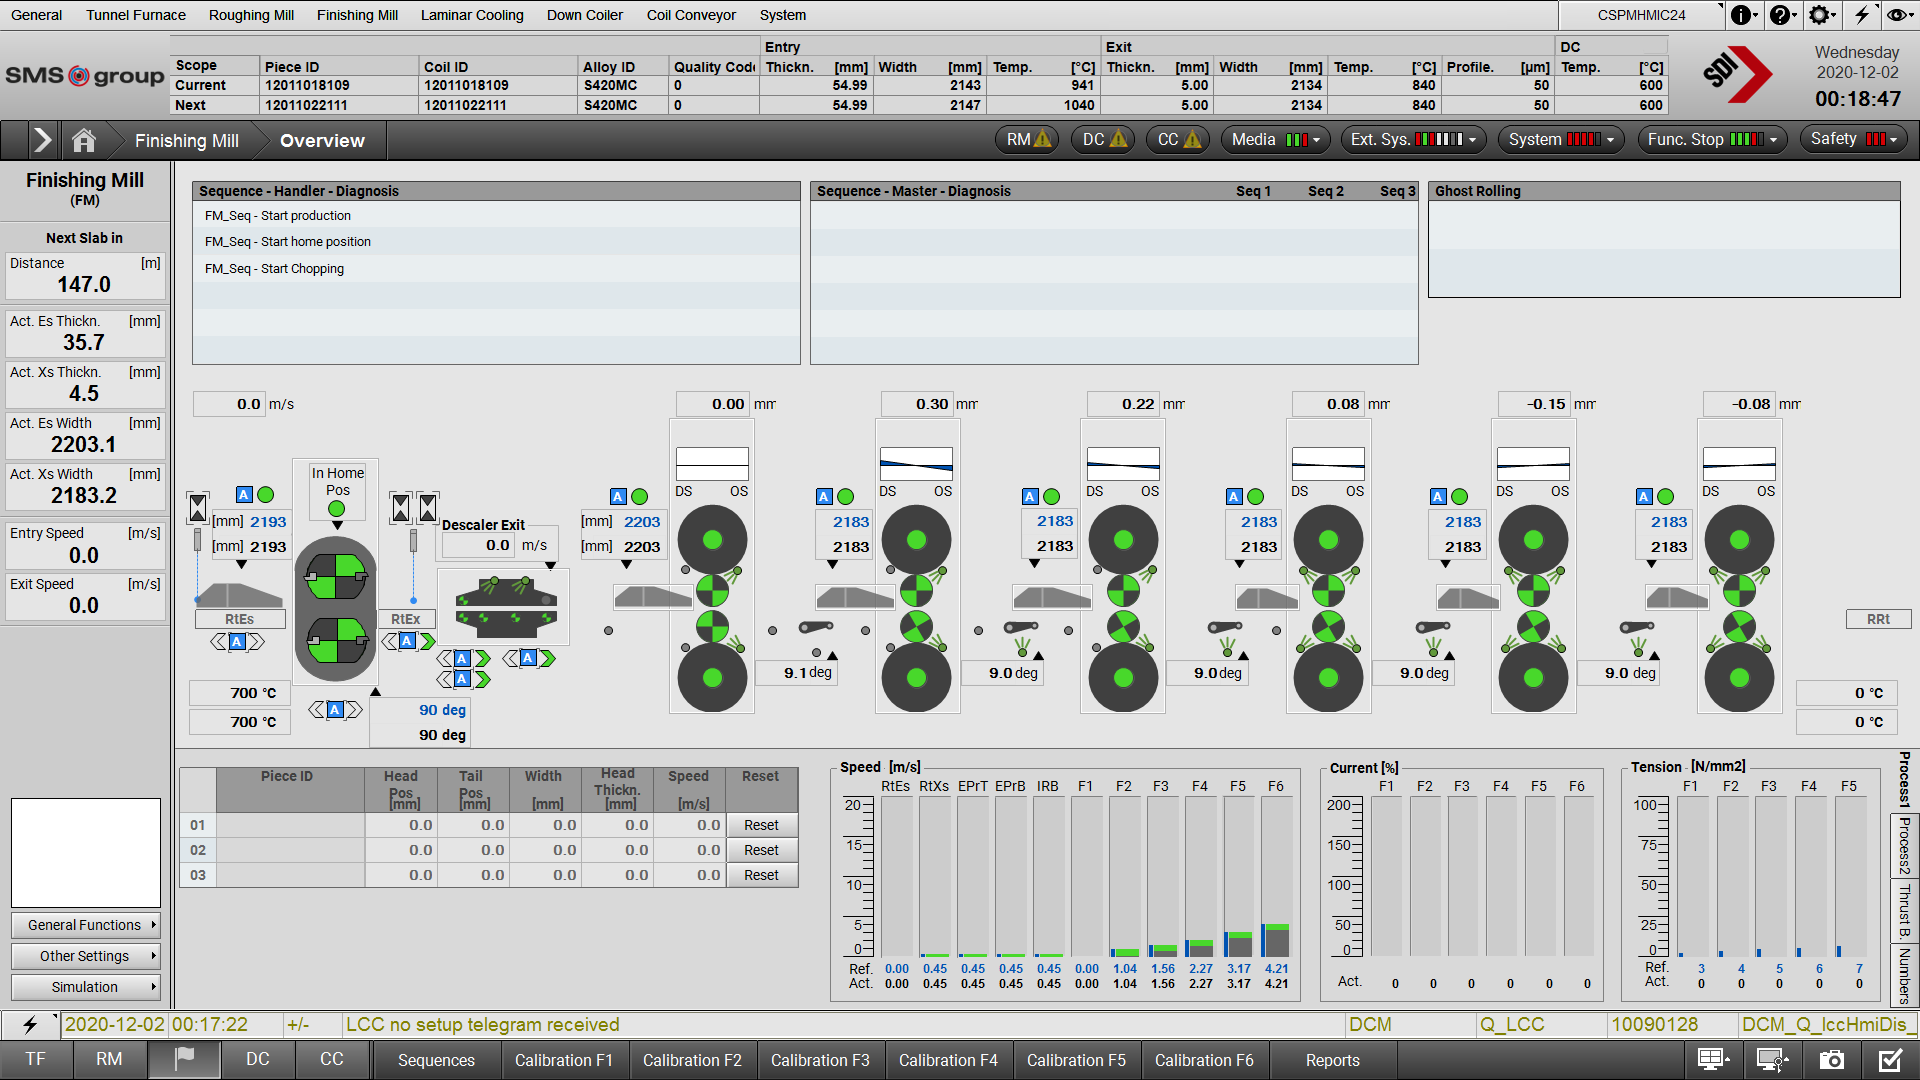 General Tunnel Furnace Roughing Mill Finishing Mill Laminar Cooling Down Coiler Coil Conveyor System CSPMHMIC24
SMS group
Entry Exit DC
Scope Piece ID Coil ID Alloy ID Quality Code Thickn. [mm] Width [mm] Temp. [°C] Thickn. [mm] Width [mm] Temp. [°C] Profile. [µm] Temp. [°C]
Current 12011018109 12011018109 S420MC 0 54.99 2143 941 5.00 2134 840 50 600
Next 12011022111 12011022111 S420MC 0 54.99 2147 1040 5.00 2134 840 50 600
SDI
Wednesday
2020-12-02
00:18:47
Finishing Mill Overview RM DC CC Media Ext. Sys. System Func. Stop Safety
Finishing Mill
(FM)
Next Slab in
Distance [m]
147.0
Act. Es Thickn. [mm]
35.7
Act. Xs Thickn. [mm]
4.5
Act. Es Width [mm]
2203.1
Act. Xs Width [mm]
2183.2
Entry Speed [m/s]
0.0
Exit Speed [m/s]
0.0
General Functions
Other Settings
Simulation
Sequence - Handler - Diagnosis
FM_Seq - Start production
FM_Seq - Start home position
FM_Seq - Start Chopping
Sequence - Master - Diagnosis Seq 1 Seq 2 Seq 3
Ghost Rolling
0.0 m/s 0.00 mm 0.30 mm 0.22 mm 0.08 mm -0.15 mm -0.08 mm
In Home
Pos
DS OS DS OS DS OS DS OS DS OS DS OS
A A A A A A A
[mm] 2193 [mm] 2203 2183 2183 2183 2183 2183
[mm] 2193 [mm] 2203 2183 2183 2183 2183 2183
Descaler Exit
0.0 m/s
RtEs RtEx RRt
A A A A
A
9.1 deg 9.0 deg 9.0 deg 9.0 deg 9.0 deg
700 °C 0 °C
700 °C 0 °C
A
90 deg
90 deg
Piece ID Head Pos [mm] Tail Pos [mm] Width [mm] Head Thickn. [mm] Speed [m/s] Reset
01 0.0 0.0 0.0 0.0 0.0 Reset
02 0.0 0.0 0.0 0.0 0.0 Reset
03 0.0 0.0 0.0 0.0 0.0 Reset
Speed [m/s]
RtEs RtXs EPrT EPrB IRB F1 F2 F3 F4 F5 F6
20
15
10
5
0
Ref. 0.00 0.45 0.45 0.45 0.45 0.00 1.04 1.56 2.27 3.17 4.21
Act. 0.00 0.45 0.45 0.45 0.45 0.00 1.04 1.56 2.27 3.17 4.21
Current [%]
F1 F2 F3 F4 F5 F6
200
150
100
50
0
Act. 0 0 0 0 0 0
Tension [N/mm2]
F1 F2 F3 F4 F5
100
75
50
25
0
Ref. 3 4 5 6 7
Act. 0 0 0 0 0
Process1
Process2
Thrust B.
Numbers
2020-12-02 00:17:22 +/- LCC no setup telegram received DCM Q_LCC 10090128 DCM_Q_lccHmiDis_
TF RM DC CC Sequences Calibration F1 Calibration F2 Calibration F3 Calibration F4 Calibration F5 Calibration F6 Reports